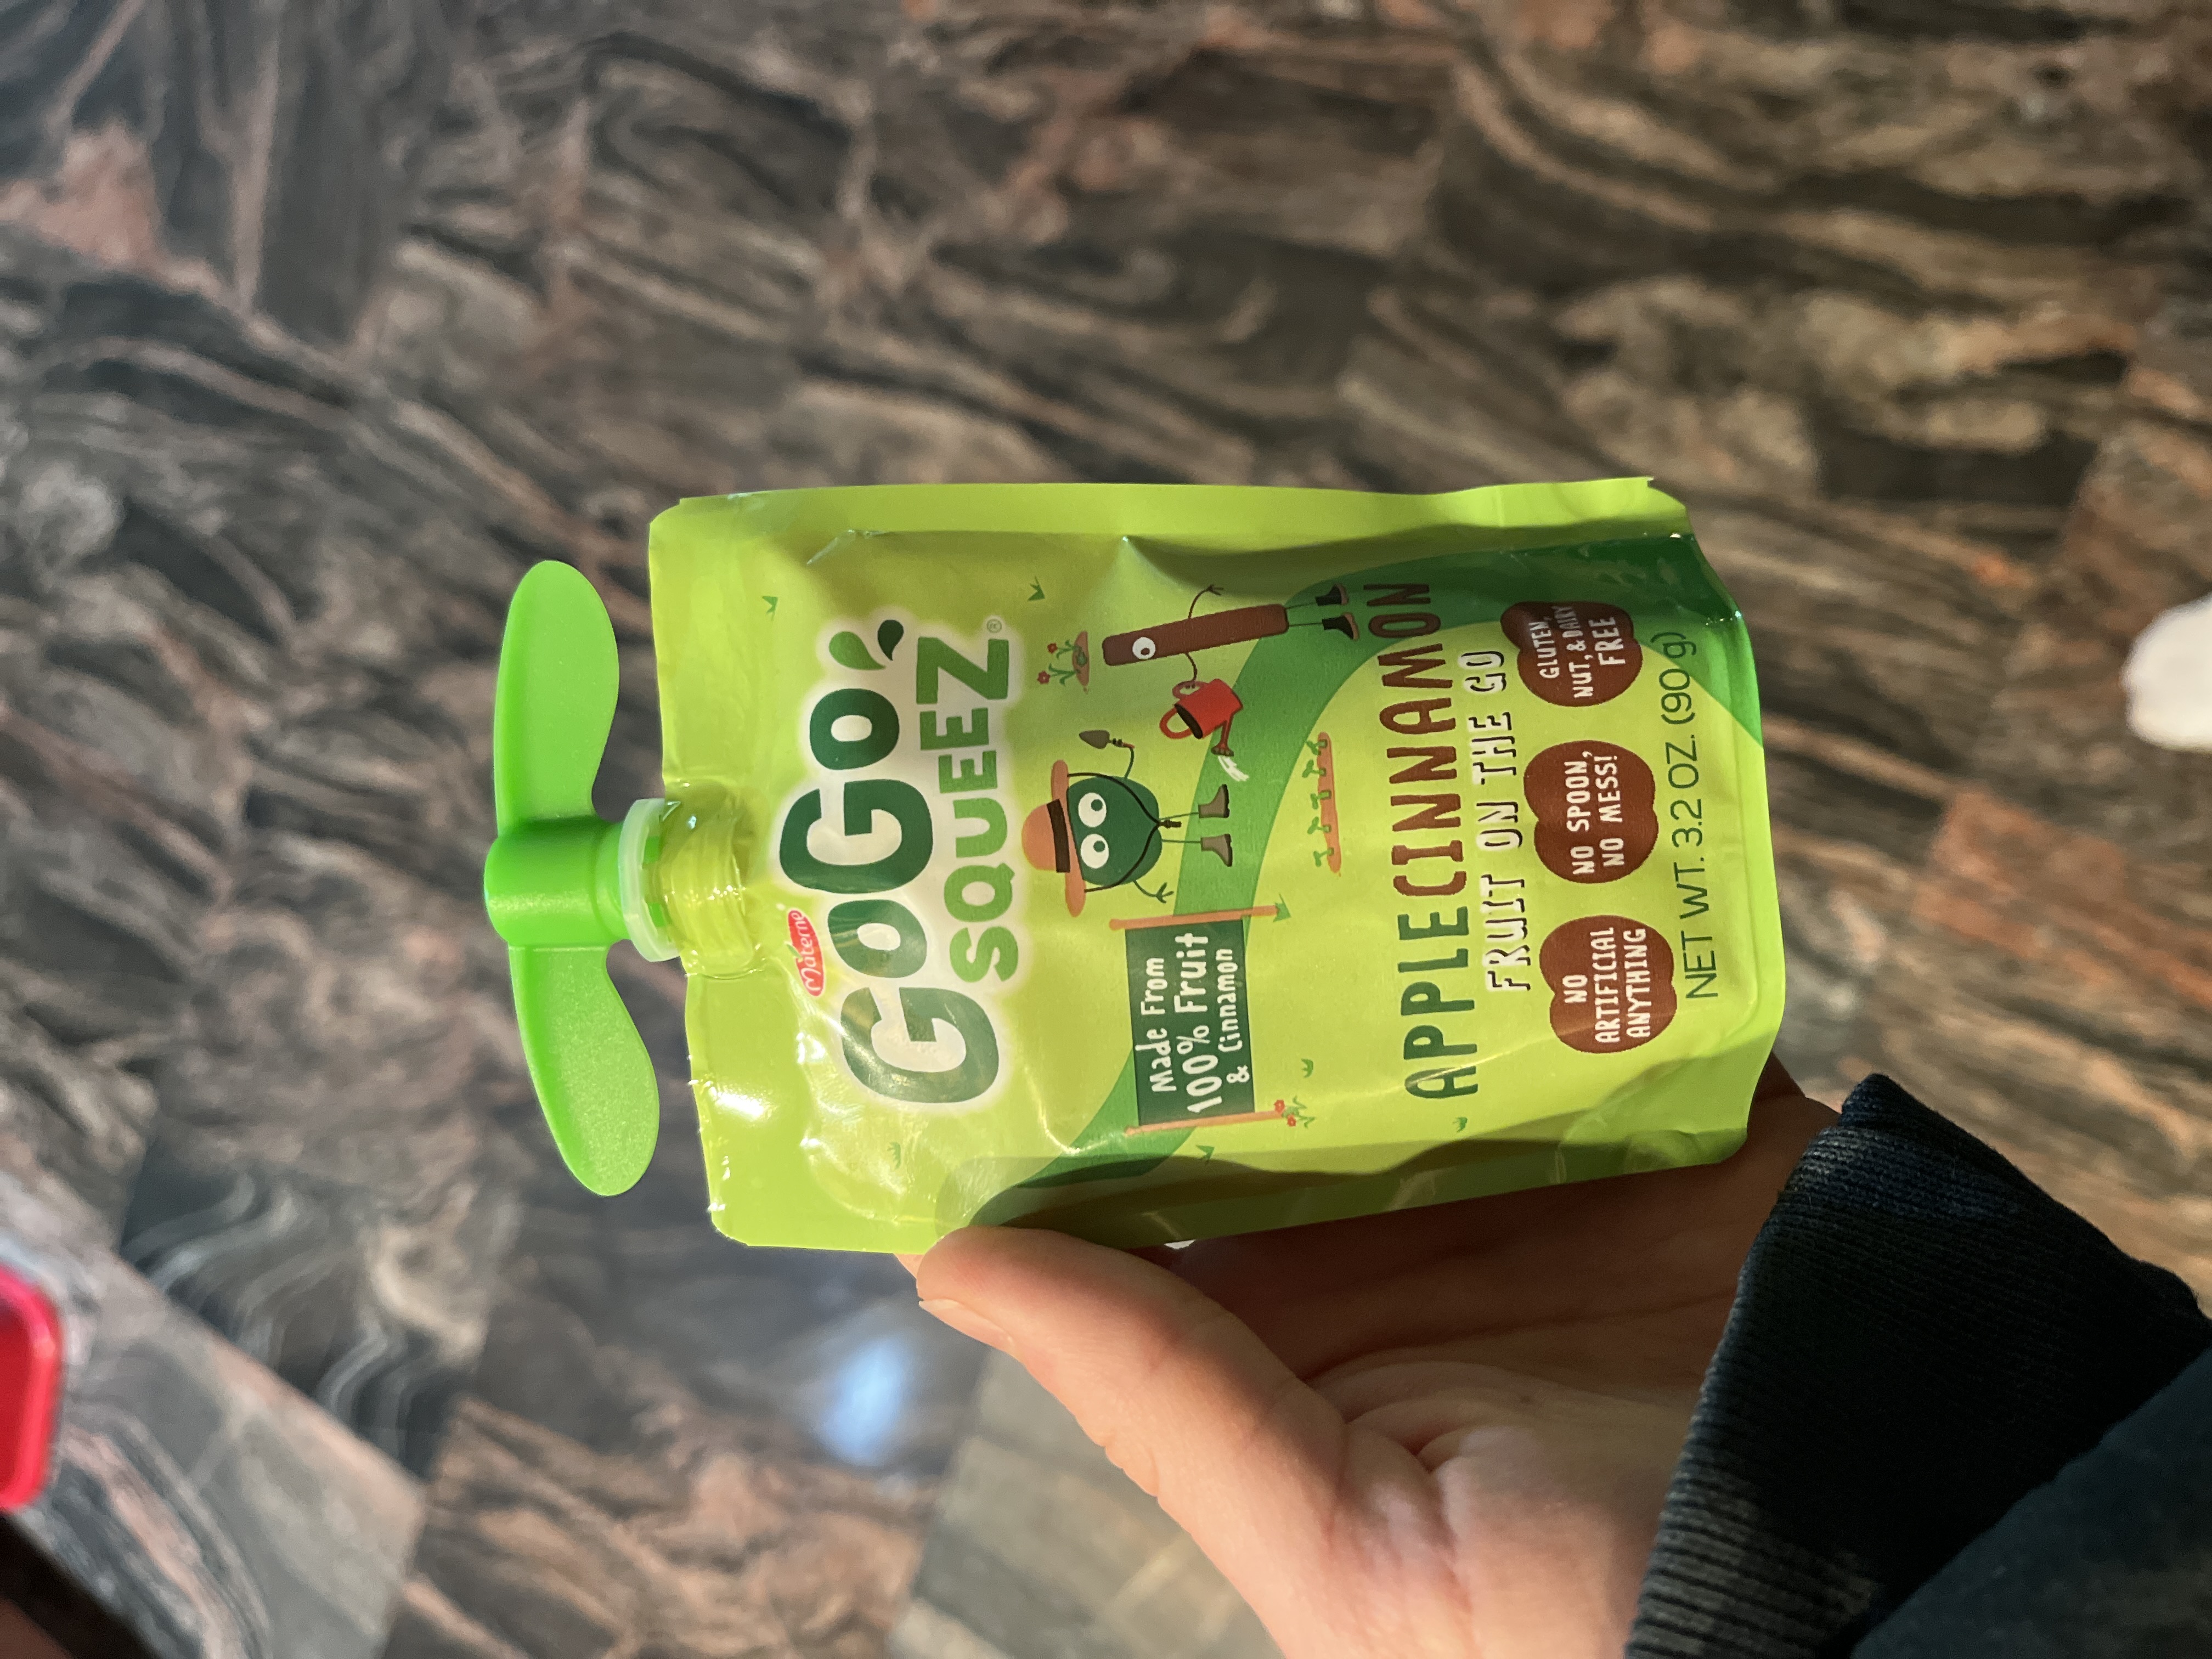 Materne
GoGo
SQUEEZ®
Made From
100% Fruit
& Cinnamon
APPLECINNAMON
FRUIT ON THE GO
NO
ARTIFICIAL
ANYTHING
NO SPOON,
NO MESS!
GLUTEN,
NUT, & DAIRY
FREE
NET WT. 3.2 OZ. (90 g)